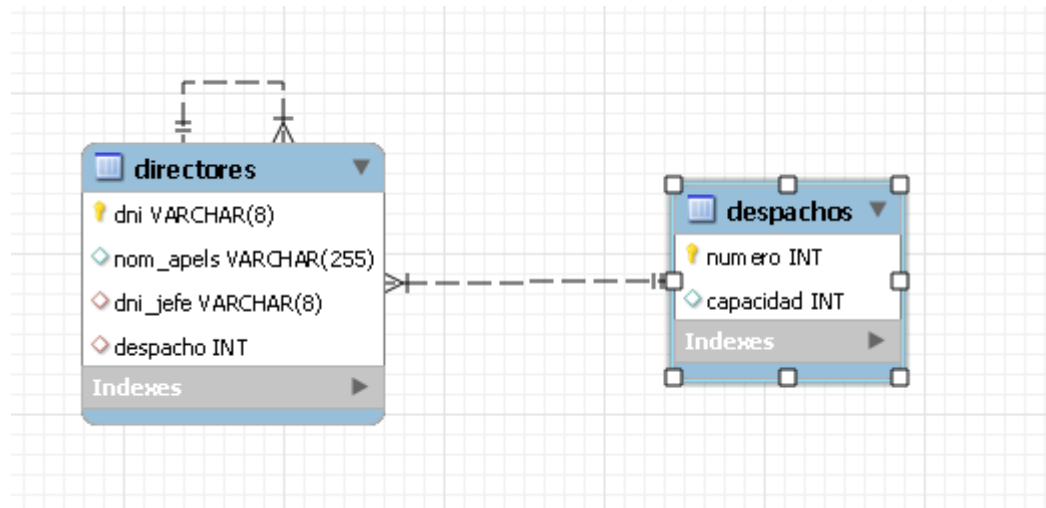 directores
dni VARCHAR(8)
nom_apels VARCHAR(255)
dni_jefe VARCHAR(8)
despacho INT
Indexes
despachos
numero INT
capacidad INT
Indexes